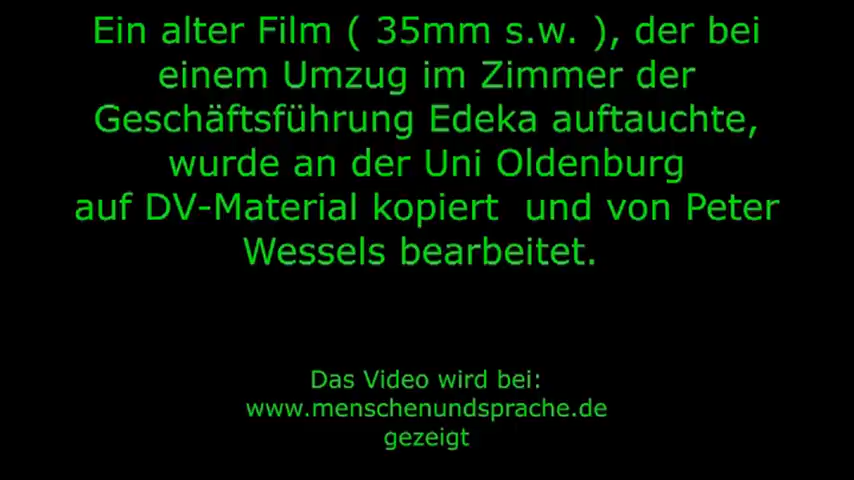 Ein alter Film ( 35mm s.w. ), der bei
einem Umzug im Zimmer der
Geschäftsführung Edeka auftauchte,
wurde an der Uni Oldenburg
auf DV-Material kopiert  und von Peter
Wessels bearbeitet.
Das Video wird bei:
www.menschenundsprache.de
gezeigt